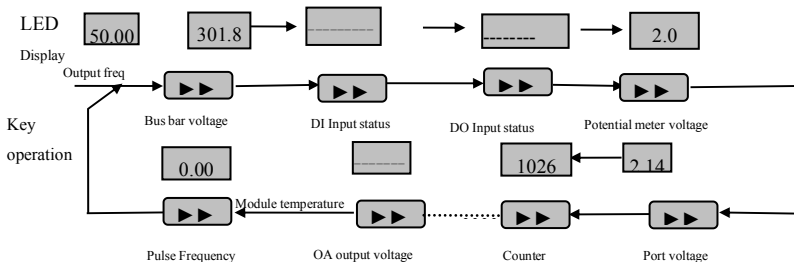 LED
50.00 301.8 -------- -------- 2.0
Display
Output freq
▶▶ ▶▶ ▶▶ ▶▶
Key
Bus bar voltage DI Input status DO Input status Potential meter voltage
operation
0.00 ------- 1026 2.14
Module temperature
▶▶ ▶▶ ▶▶ ▶▶
Pulse Frequency OA output voltage Counter Port voltage